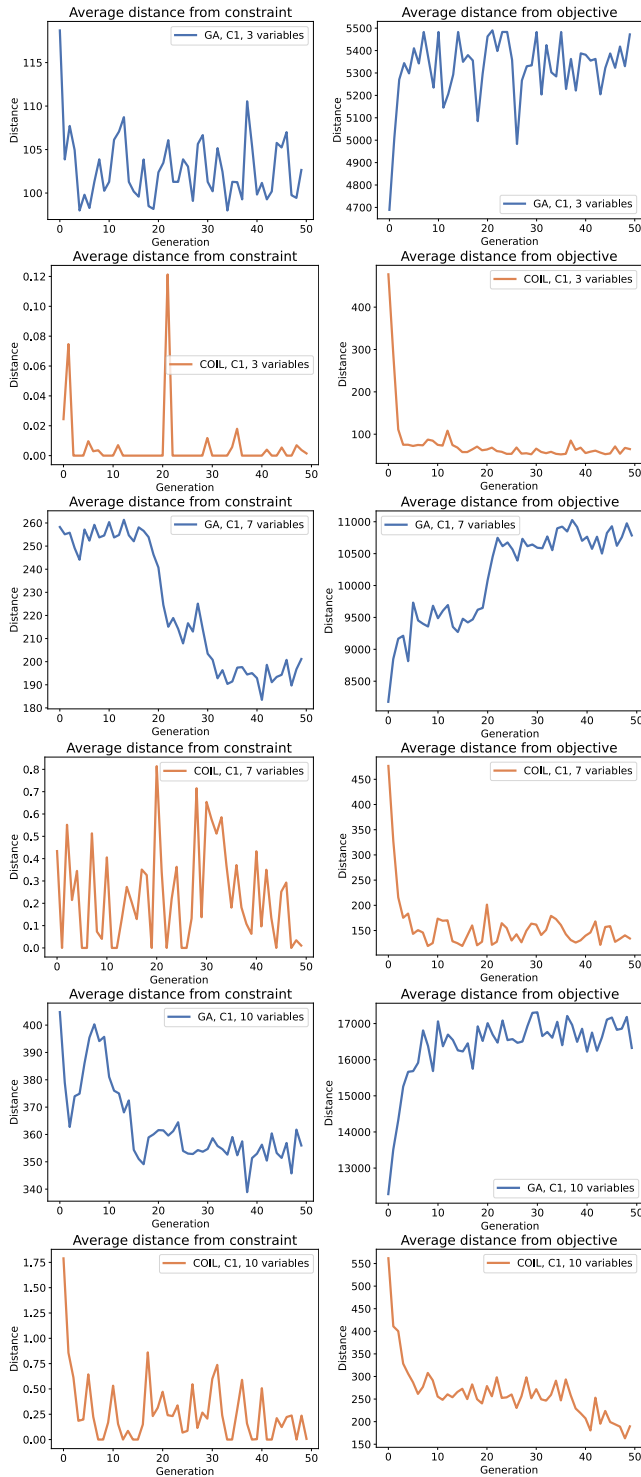 Average distance from constraint
GA, C1, 3 variables
Distance
115
110
105
100
0 10 20 30 40 50
Generation
Average distance from objective
GA, C1, 3 variables
Distance
5500
5400
5300
5200
5100
5000
4900
4800
4700
0 10 20 30 40 50
Generation
Average distance from constraint
COIL, C1, 3 variables
Distance
0.12
0.10
0.08
0.06
0.04
0.02
0.00
0 10 20 30 40 50
Generation
Average distance from objective
COIL, C1, 3 variables
Distance
400
300
200
100
0 10 20 30 40 50
Generation
Average distance from constraint
GA, C1, 7 variables
Distance
260
250
240
230
220
210
200
190
180
0 10 20 30 40 50
Generation
Average distance from objective
GA, C1, 7 variables
Distance
11000
10500
10000
9500
9000
8500
0 10 20 30 40 50
Generation
Average distance from constraint
COIL, C1, 7 variables
Distance
0.8
0.7
0.6
0.5
0.4
0.3
0.2
0.1
0.0
0 10 20 30 40 50
Generation
Average distance from objective
COIL, C1, 7 variables
Distance
450
400
350
300
250
200
150
0 10 20 30 40 50
Generation
Average distance from constraint
GA, C1, 10 variables
Distance
400
390
380
370
360
350
340
0 10 20 30 40 50
Generation
Average distance from objective
GA, C1, 10 variables
Distance
17000
16000
15000
14000
13000
0 10 20 30 40 50
Generation
Average distance from constraint
COIL, C1, 10 variables
Distance
1.75
1.50
1.25
1.00
0.75
0.50
0.25
0.00
0 10 20 30 40 50
Generation
Average distance from objective
COIL, C1, 10 variables
Distance
550
500
450
400
350
300
250
200
150
0 10 20 30 40 50
Generation